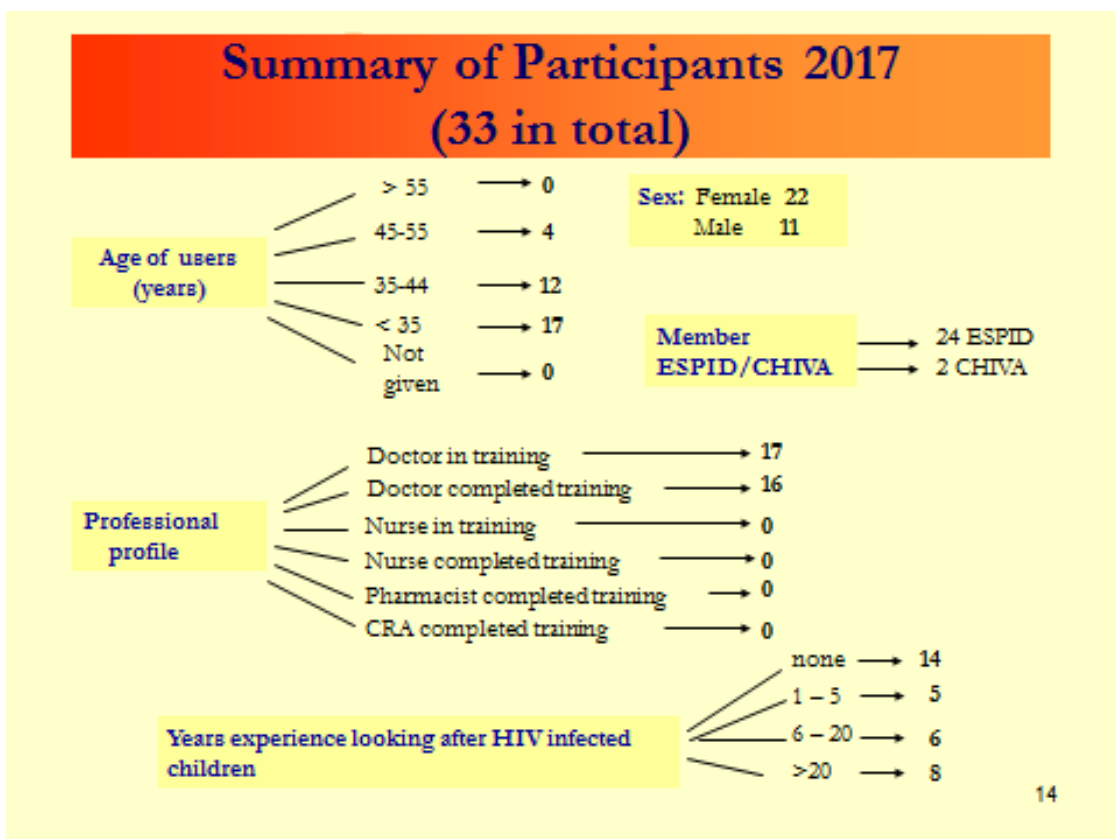 Summary of Participants 2017
(33 in total)
Age of users
(years)
> 55 0
45-55 4
35-44 12
< 35 17
Not
given 0
Sex: Female 22
Male 11
Member
ESPID/CHIVA
24 ESPID
2 CHIVA
Professional
profile
Doctor in training 17
Doctor completed training 16
Nurse in training 0
Nurse completed training 0
Pharmacist completed training 0
CRA completed training 0
Years experience looking after HIV infected
children
none 14
1 – 5 5
6 – 20 6
>20 8
14